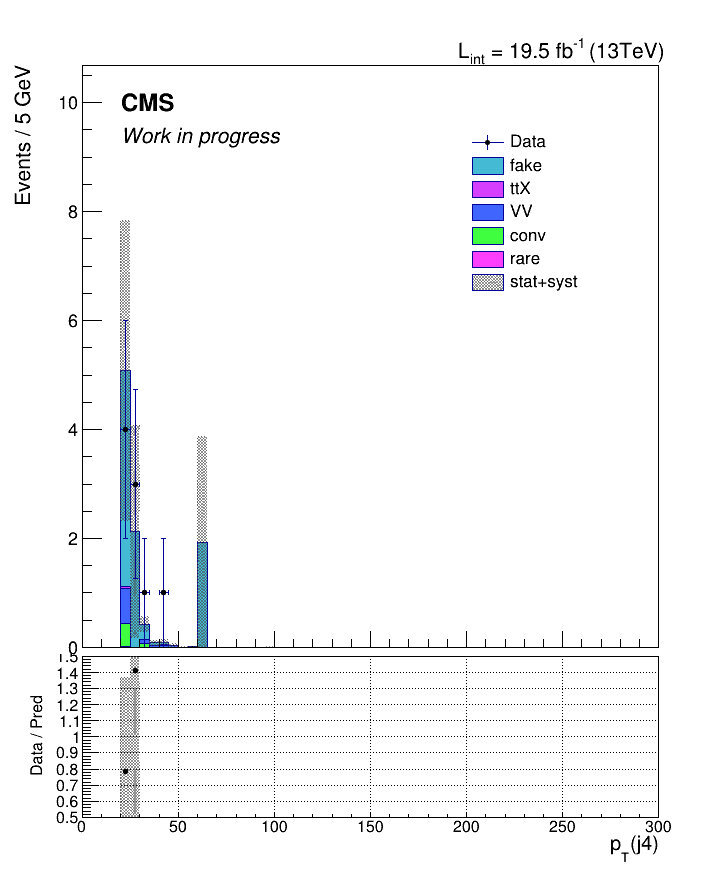 L_int = 19.5 fb^-1 (13TeV)
Events / 5 GeV
10
8
6
4
2
0
CMS
Work in progress
Data
fake
ttX
VV
conv
rare
stat+syst
Data / Pred
1.5
1.4
1.3
1.2
1.1
1
0.9
0.8
0.7
0.6
0.5
0 50 100 150 200 250 300
p_T(j4)